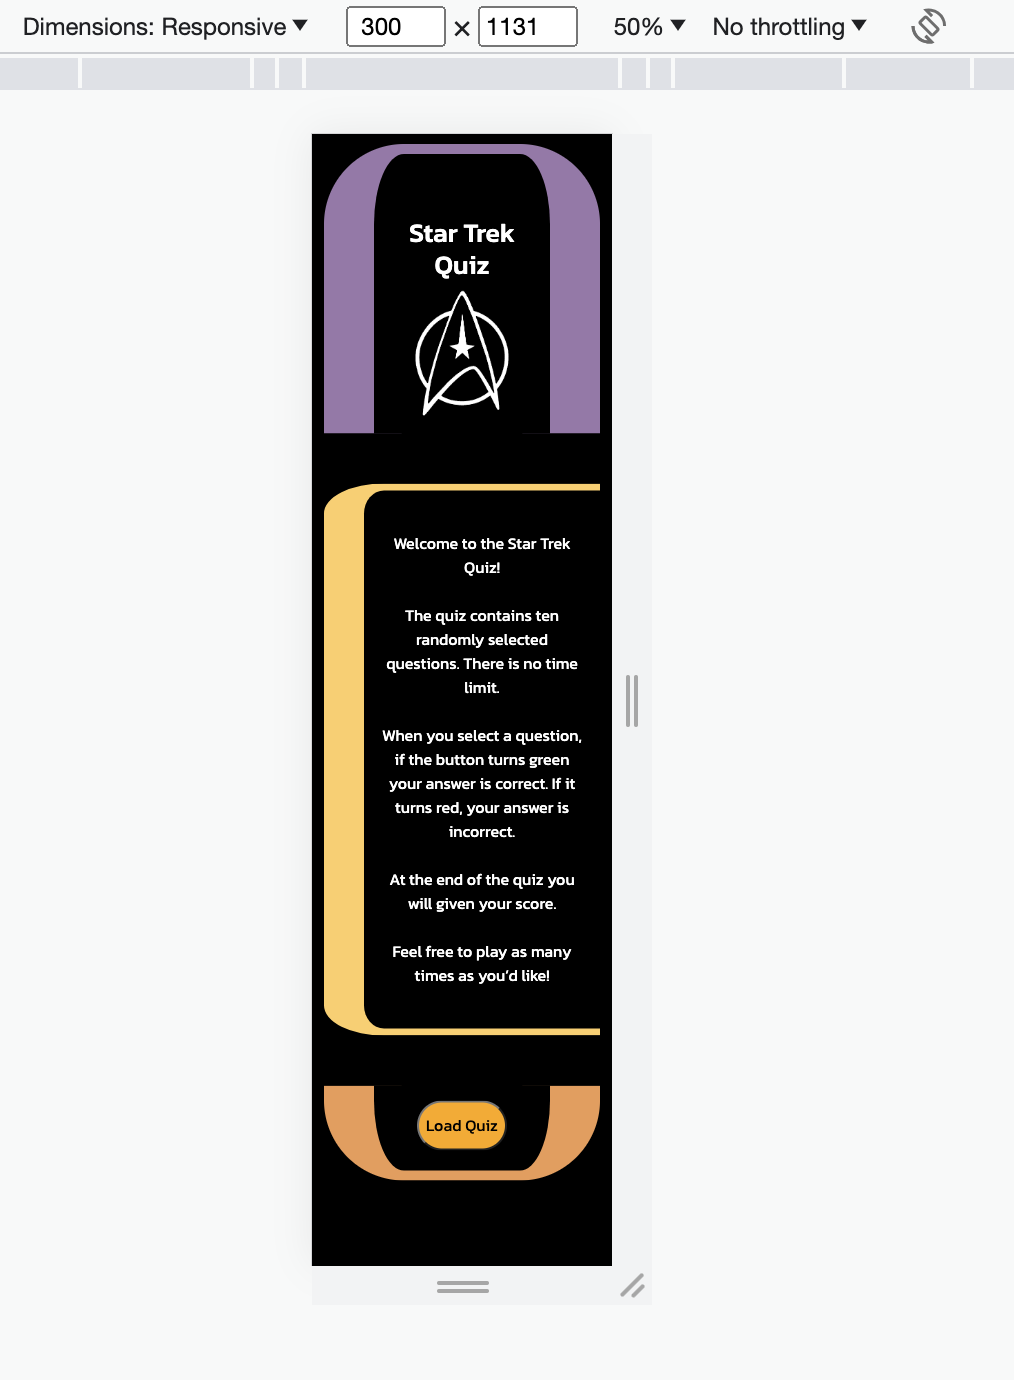 Dimensions: Responsive ▼ 300 × 1131 50% ▼ No throttling ▼
Star Trek
Quiz
Welcome to the Star Trek
Quiz!
The quiz contains ten
randomly selected
questions. There is no time
limit.
When you select a question,
if the button turns green
your answer is correct. If it
turns red, your answer is
incorrect.
At the end of the quiz you
will given your score.
Feel free to play as many
times as you'd like!
Load Quiz